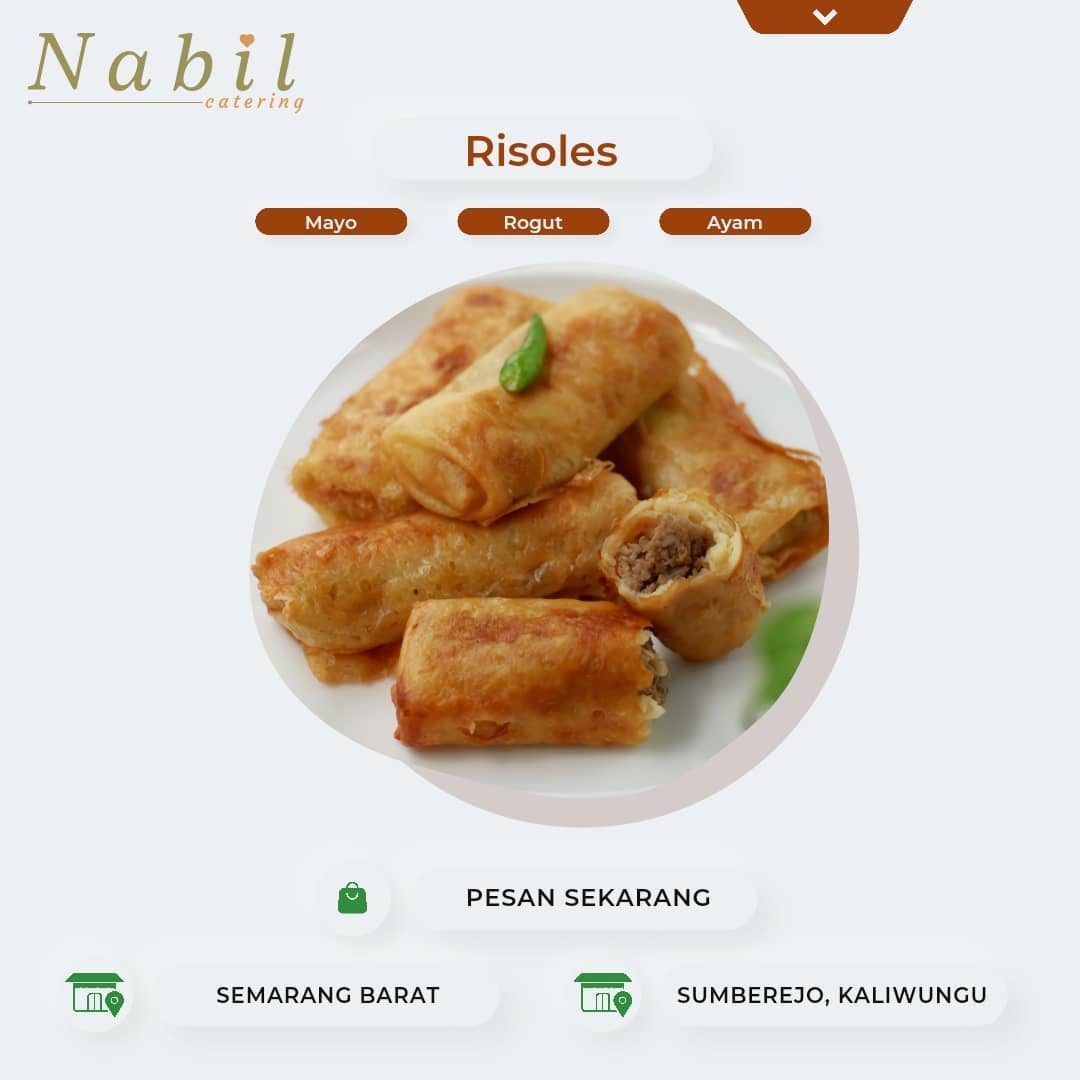 Nabil
catering
Risoles
Mayo
Rogut
Ayam
PESAN SEKARANG
SEMARANG BARAT
SUMBEREJO, KALIWUNGU